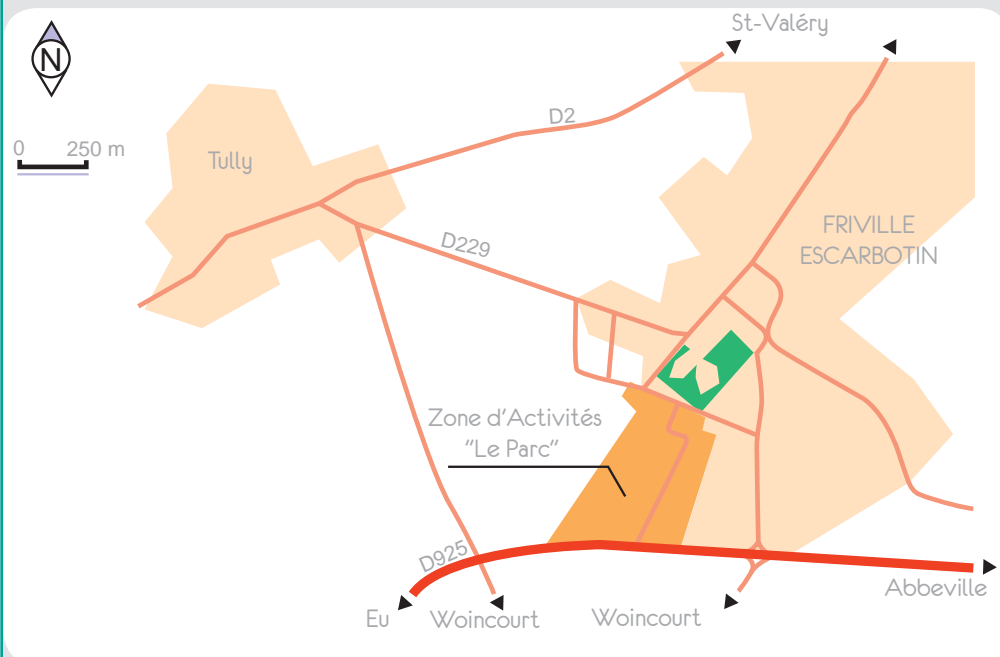 St-Valéry
N
D2
0 250 m
Tully
FRIVILLE
ESCARBOTIN
D229
Zone d'Activités
"Le Parc"
D925
Abbeville
Eu
Woincourt
Woincourt